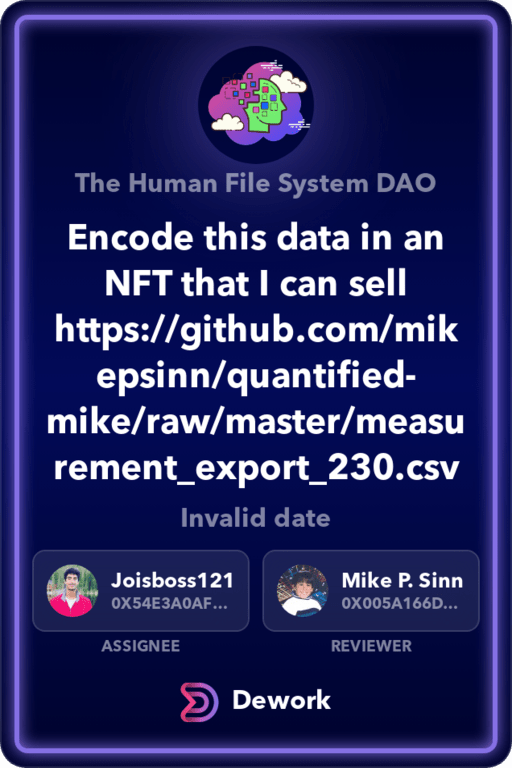 The Human File System DAO
Encode this data in an
NFT that I can sell
https://github.com/mik
epsinn/quantified-
mike/raw/master/measu
rement_export_230.csv
Invalid date
Joisboss121
0X54E3A0AF...
ASSIGNEE
Mike P. Sinn
0X005A166D...
REVIEWER
Dework